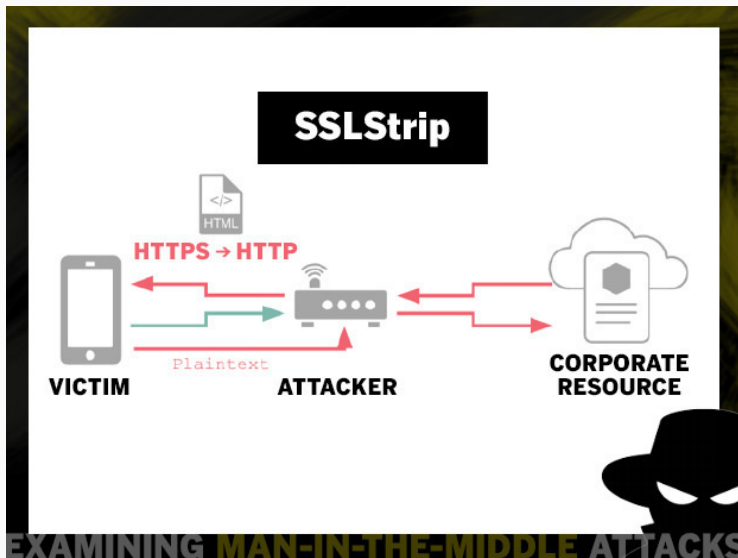 SSLStrip
</>
HTML
HTTPS → HTTP
Plaintext
VICTIM
ATTACKER
CORPORATE
RESOURCE
EXAMINING MAN-IN-THE-MIDDLE ATTACKS